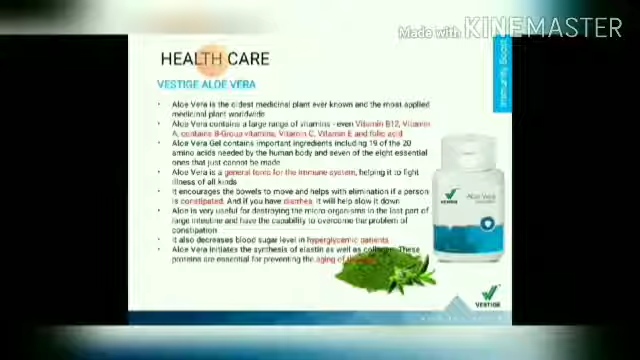 Made with KINEMASTER
HEALTH CARE
VESTIGE ALOE VERA
• Aloe Vera is the oldest medicinal plant ever known and the most applied
medicinal plant worldwide
• Aloe Vera contains a large range of vitamins - even Vitamin B12, Vitamin
A, contains B-Group vitamins, Vitamin C, Vitamin E and folic acid
• Aloe Vera Gel contains important ingredients including 19 of the 20
amino acids needed by the human body and seven of the eight essential
ones that just cannot be made
• Aloe Vera is a general tonic for the immune system, helping it to fight
illness of all kinds
• It encourages the bowels to move and helps with elimination if a person
is constipated. And if you have diarrhea, it will help slow it down
• Aloe is very useful for destroying the micro organisms in the last part of
large intestine and have the capability to overcome the problem of
constipation
• It also decreases blood sugar level in hyperglycemic patients
• Aloe Vera initiates the synthesis of elastin as well as collagen. These
proteins are essential for preventing the aging of the
VESTIGE
Aloe Vera
VESTIGE